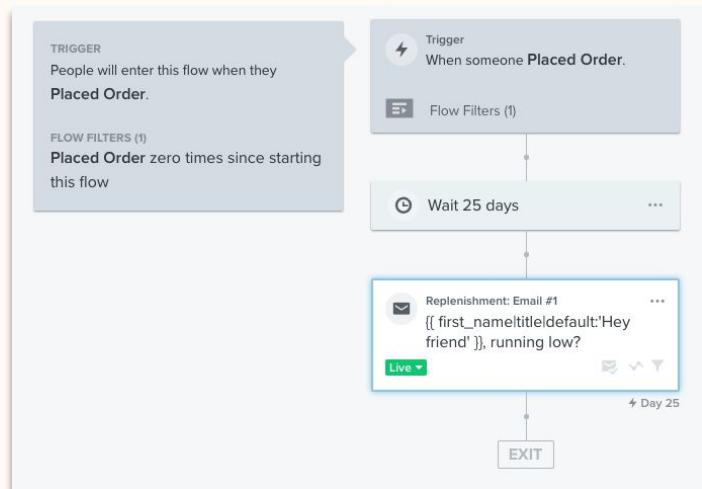 TRIGGER
People will enter this flow when they
Placed Order.
FLOW FILTERS (1)
Placed Order zero times since starting
this flow
Trigger
When someone Placed Order.
Flow Filters (1)
Wait 25 days
Replenishment: Email #1
{{ first_name|title|default:'Hey
friend' }}, running low?
Live
Day 25
EXIT